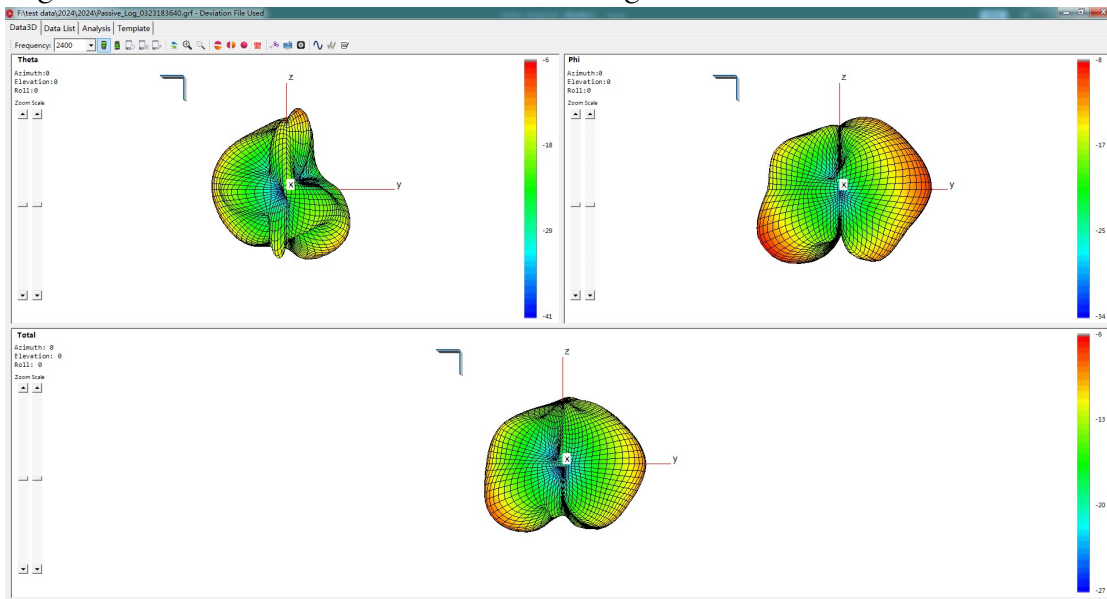 F:\test data\2024\2024\Passive_Log_0323183640.grf - Deviation File Used
Data3D Data List Analysis Template
Frequency: 2400
Theta
Azimuth:0
Elevation:0
Roll:0
Zoom Scale
z
x
y
-6
-18
-29
-41
Phi
Azimuth:0
Elevation:0
Roll:0
Zoom Scale
z
x
y
-8
-17
-25
-34
Total
Azimuth: 0
Elevation: 0
Roll: 0
Zoom Scale
z
x
y
-6
-13
-20
-27